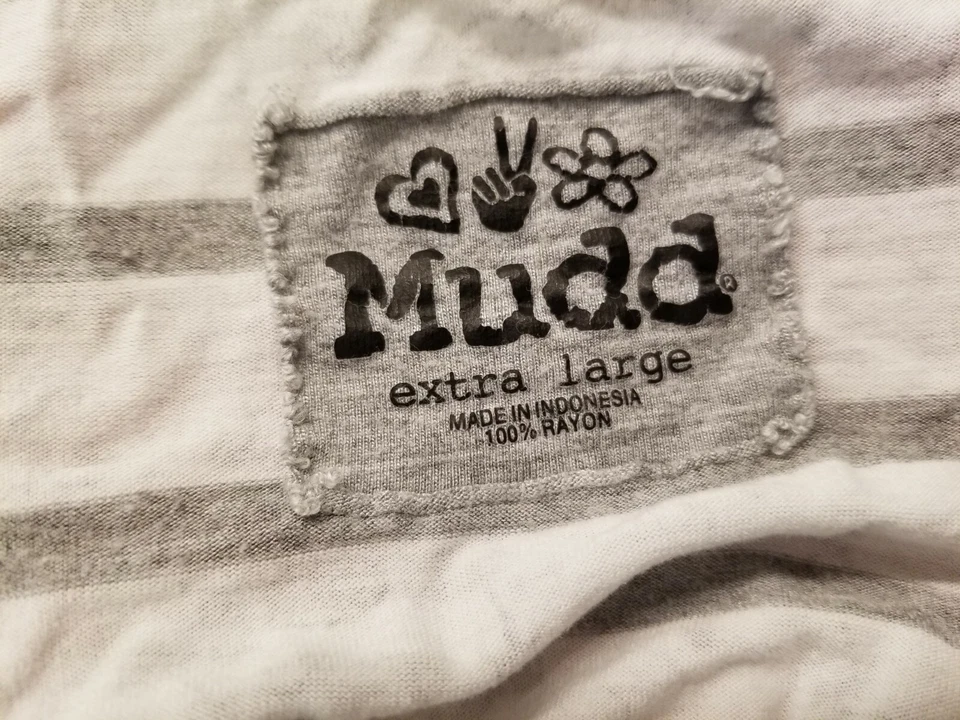 Mudd®
extra large
MADE IN INDONESIA
100% RAYON